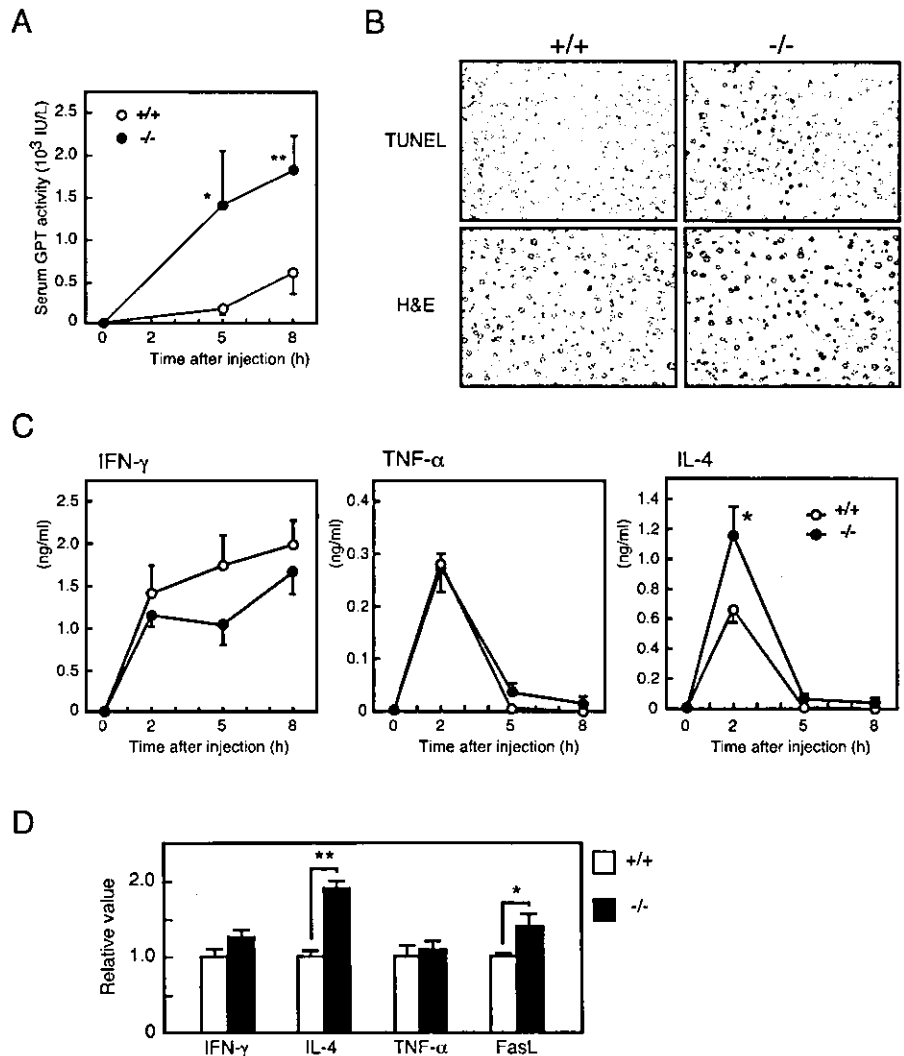 A
Serum GPT activity (10³ IU/L)
2.5
2.0
1.5
1.0
0.5
0
+/+
-/-
*
**
0 2 5 8
Time after injection (h)
B
+/+ -/-
TUNEL
H&E
C
IFN-γ
(ng/ml)
2.5
2.0
1.5
1.0
0.5
0
0 2 5 8
Time after injection (h)
TNF-α
(ng/ml)
0.4
0.3
0.2
0.1
0
0 2 5 8
Time after injection (h)
IL-4
(ng/ml)
1.4
1.2
1.0
0.8
0.6
0.4
0.2
0
*
+/+
-/-
0 2 5 8
Time after injection (h)
D
Relative value
2.0
1.0
0
**
*
+/+
-/-
IFN-γ IL-4 TNF-α FasL